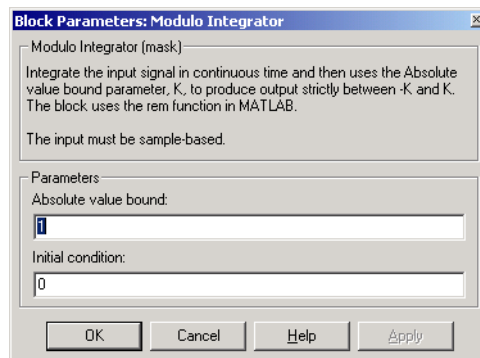 Block Parameters: Modulo Integrator
Modulo Integrator (mask)
Integrate the input signal in continuous time and then uses the Absolute
value bound parameter, K, to produce output strictly between -K and K.
The block uses the rem function in MATLAB.
The input must be sample-based.
Parameters
Absolute value bound:
1
Initial condition:
0
OK Cancel Help Apply